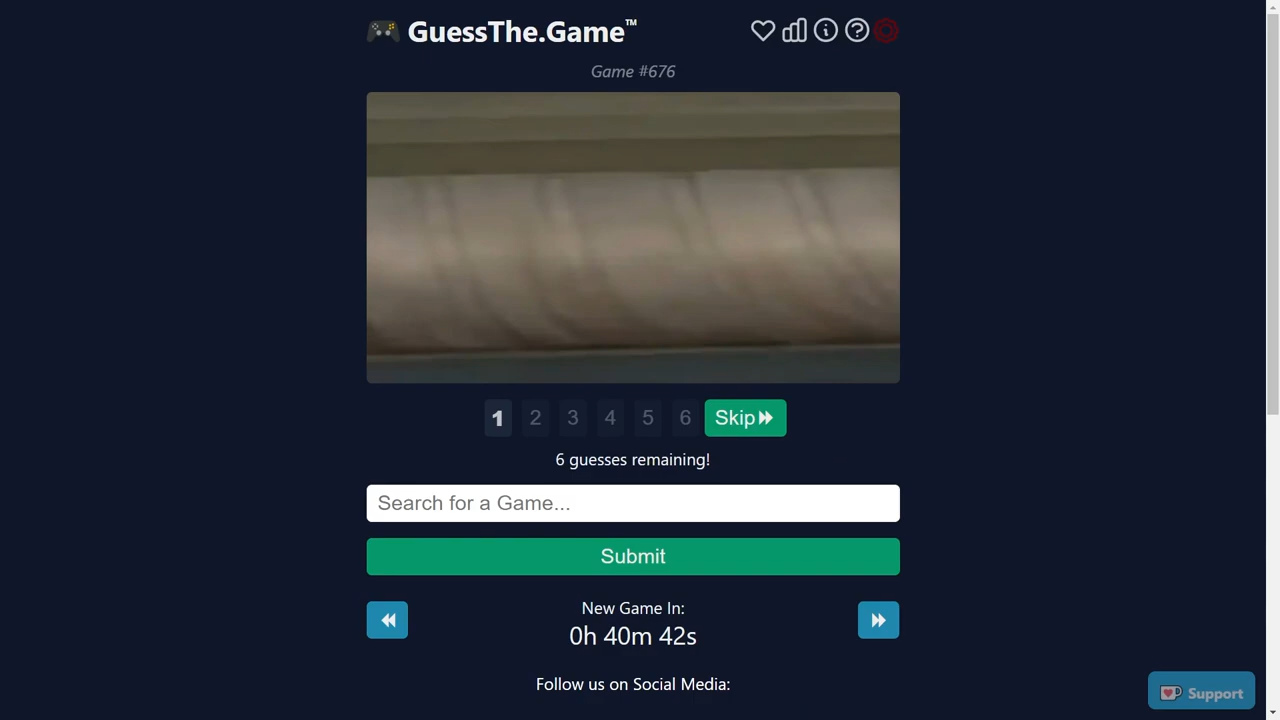 GuessThe.Game™
Game #676
1 2 3 4 5 6 Skip
6 guesses remaining!
Search for a Game...
Submit
New Game In:
0h 40m 42s
Follow us on Social Media:
Support